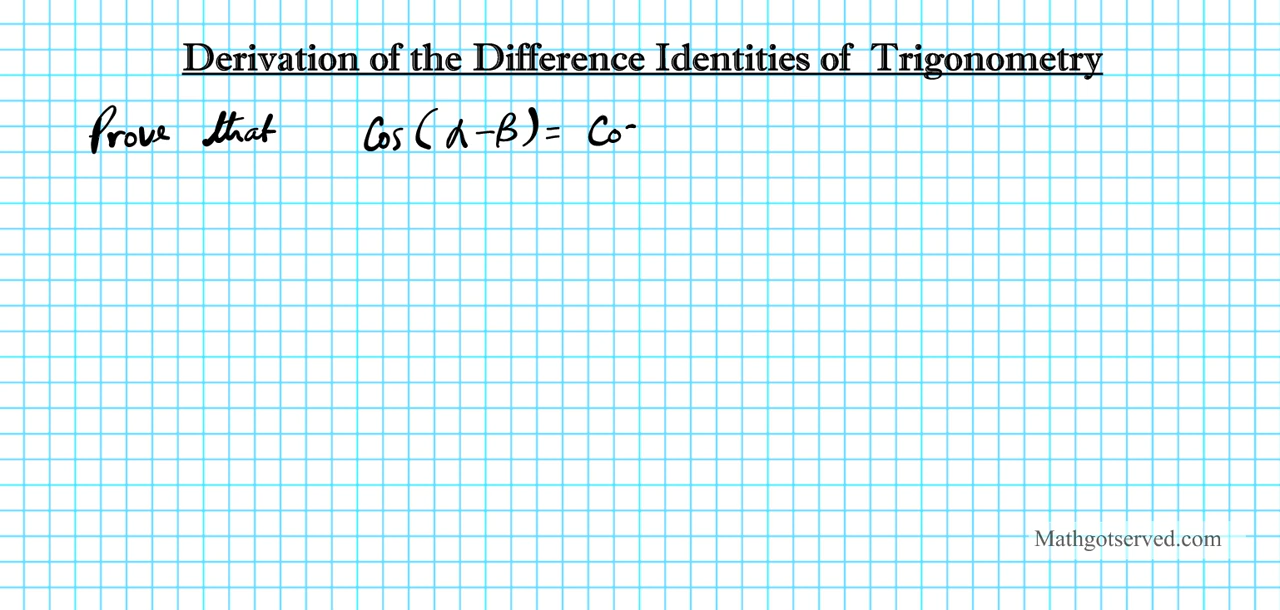 Derivation of the Difference Identities of Trigonometry
Prove that cos(α-β)= Co
Mathgotserved.com